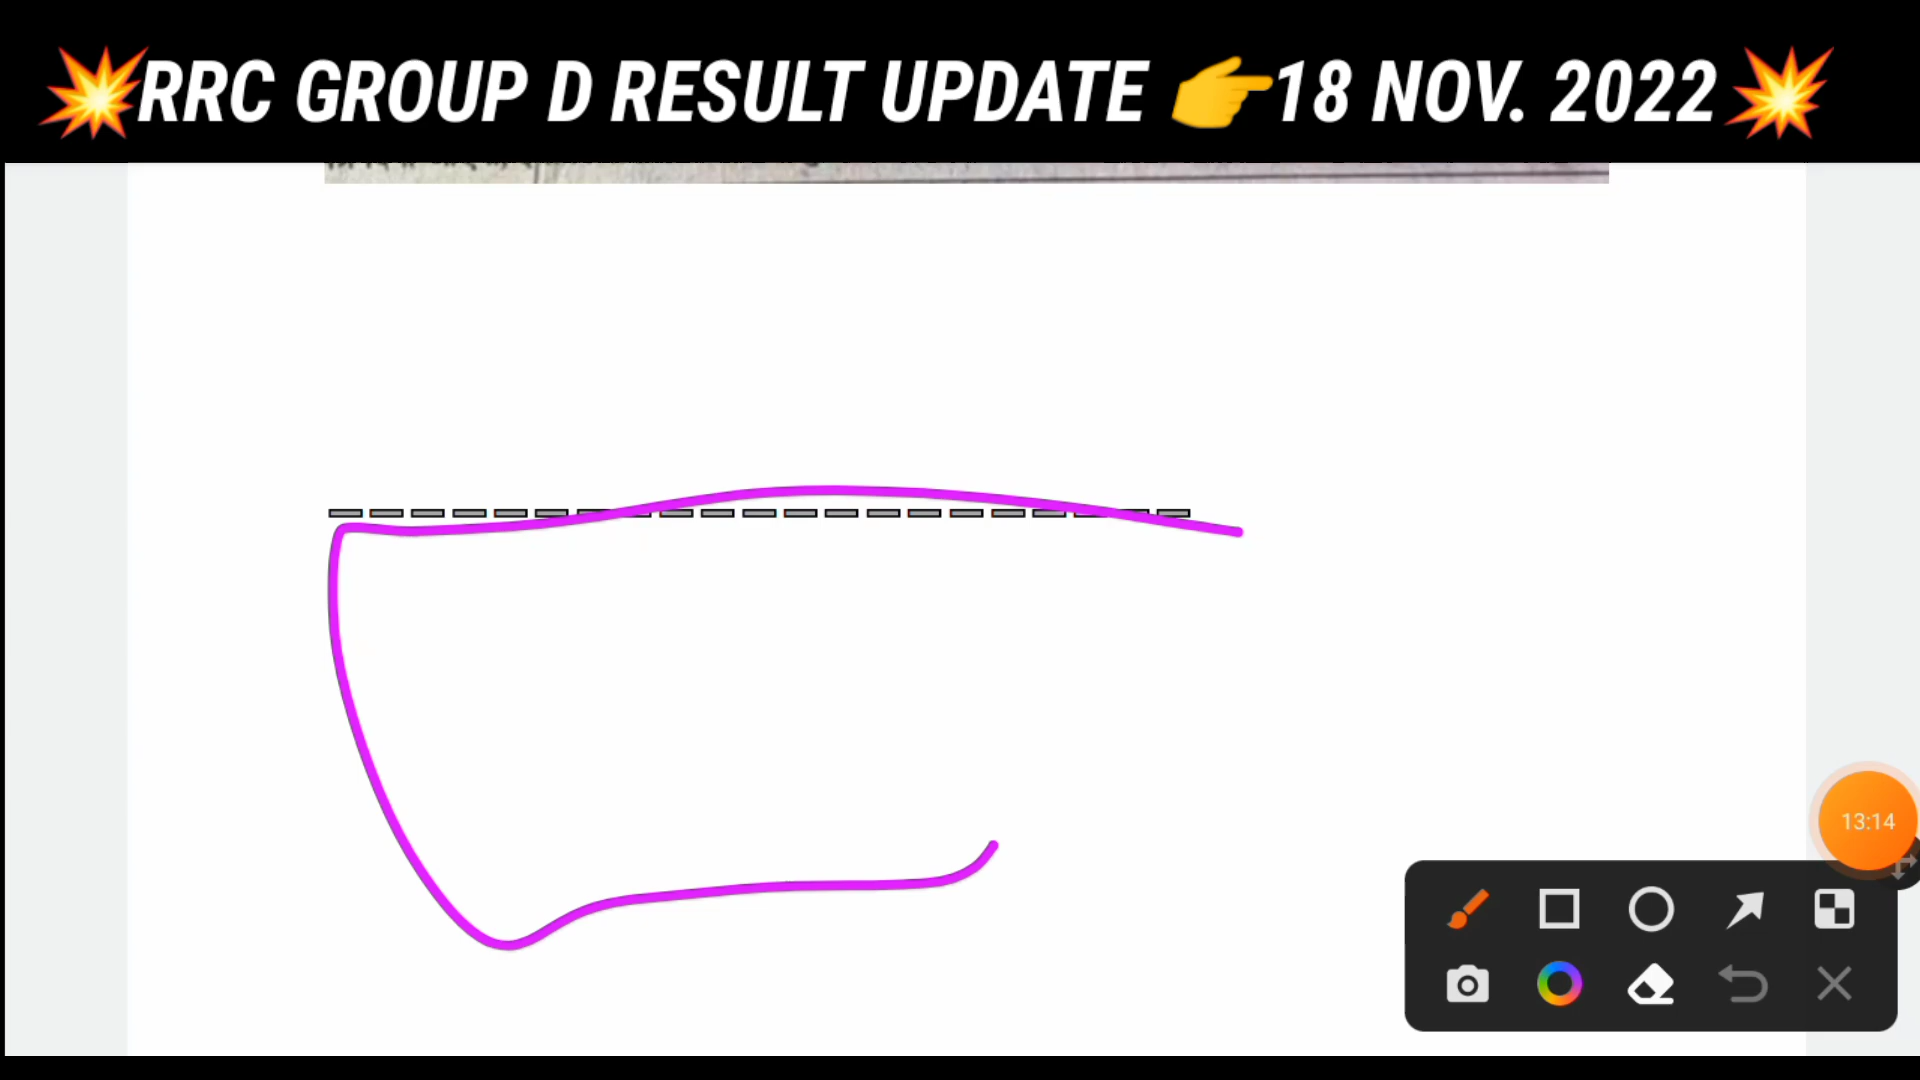 💥RRC GROUP D RESULT UPDATE 👉18 NOV. 2022💥
13:14